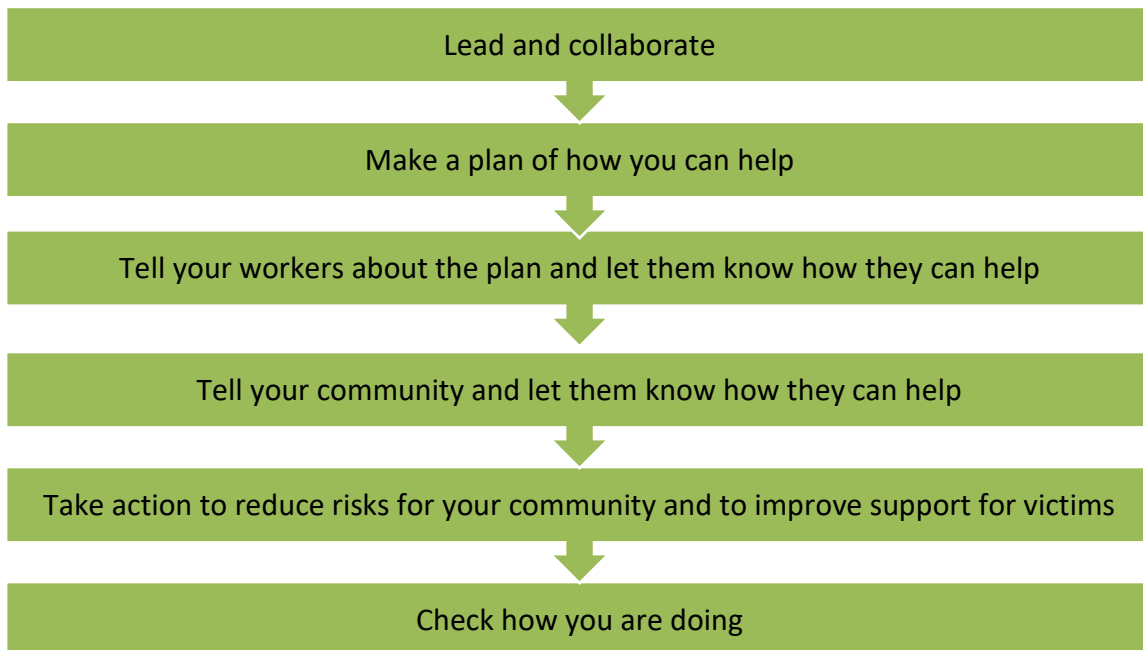 Lead and collaborate
Make a plan of how you can help
Tell your workers about the plan and let them know how they can help
Tell your community and let them know how they can help
Take action to reduce risks for your community and to improve support for victims
Check how you are doing